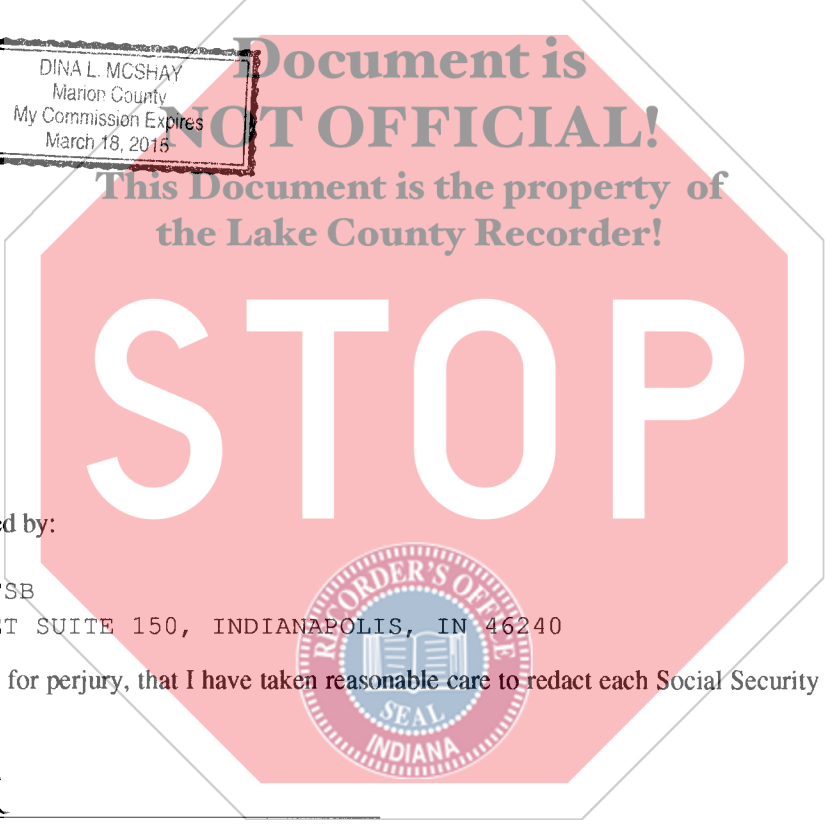 DINA L. MCSHAY
Marion County
My Commission Expires
March 18, 2015
Document is
NOT OFFICIAL!
This Document is the property of
the Lake County Recorder!
STOP
ed by:
FSB
ET SUITE 150, INDIANAPOLIS, IN 46240
for perjury, that I have taken reasonable care to redact each Social Security
RECORDER'S OFFICE
SEAL
INDIANA